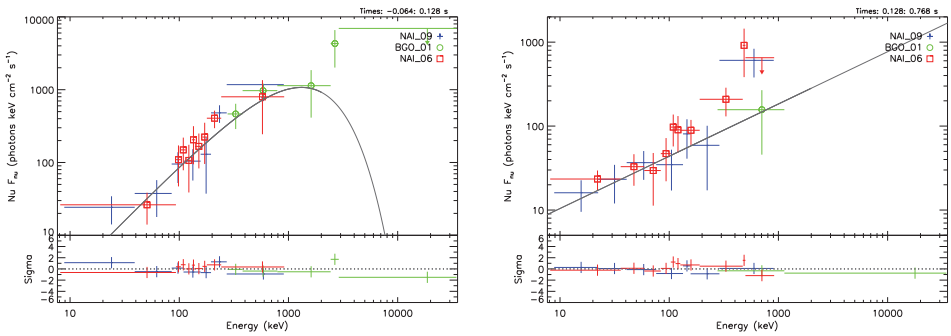 Times: -0.064: 0.128 s
NAI_09
BGO_01
NAI_06
Nu Fnu (photons keV cm-2 s-1)
1000
100
10
Sigma
6
4
2
0
-2
-4
-6
10
100
1000
10000
Energy (keV)
Times: 0.128: 0.768 s
NAI_09
BGO_01
NAI_06
Nu Fnu (photons keV cm-2 s-1)
1000
100
10
Sigma
6
4
2
0
-2
-4
-6
10
100
1000
10000
Energy (keV)